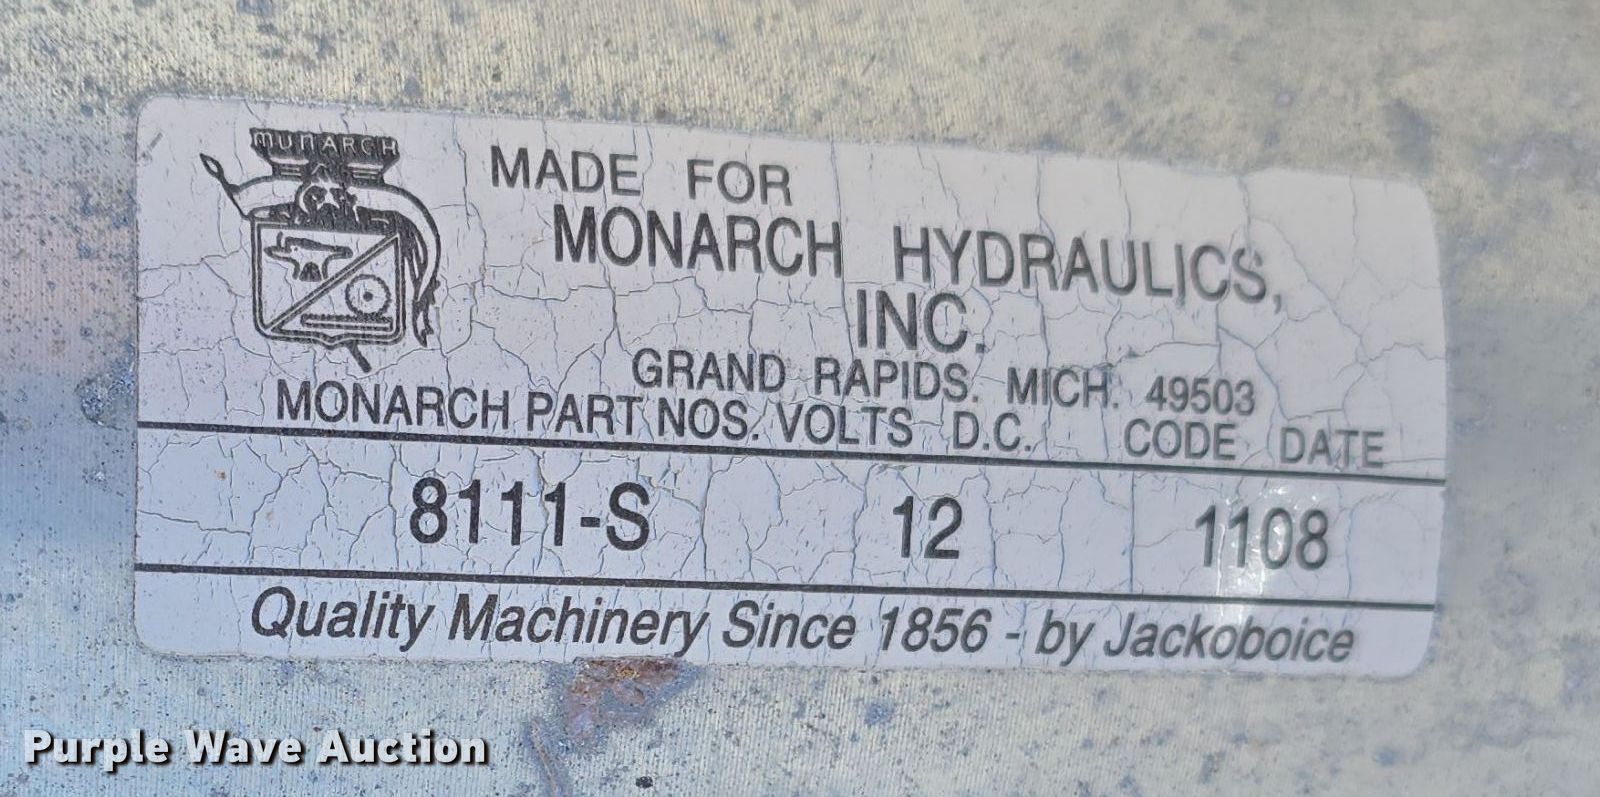 MONARCH
MADE FOR
MONARCH HYDRAULICS,
INC.
GRAND RAPIDS. MICH. 49503
MONARCH PART NOS. VOLTS D.C. CODE DATE
8111-S 12 1108
Quality Machinery Since 1856 - by Jackoboice
Purple Wave Auction